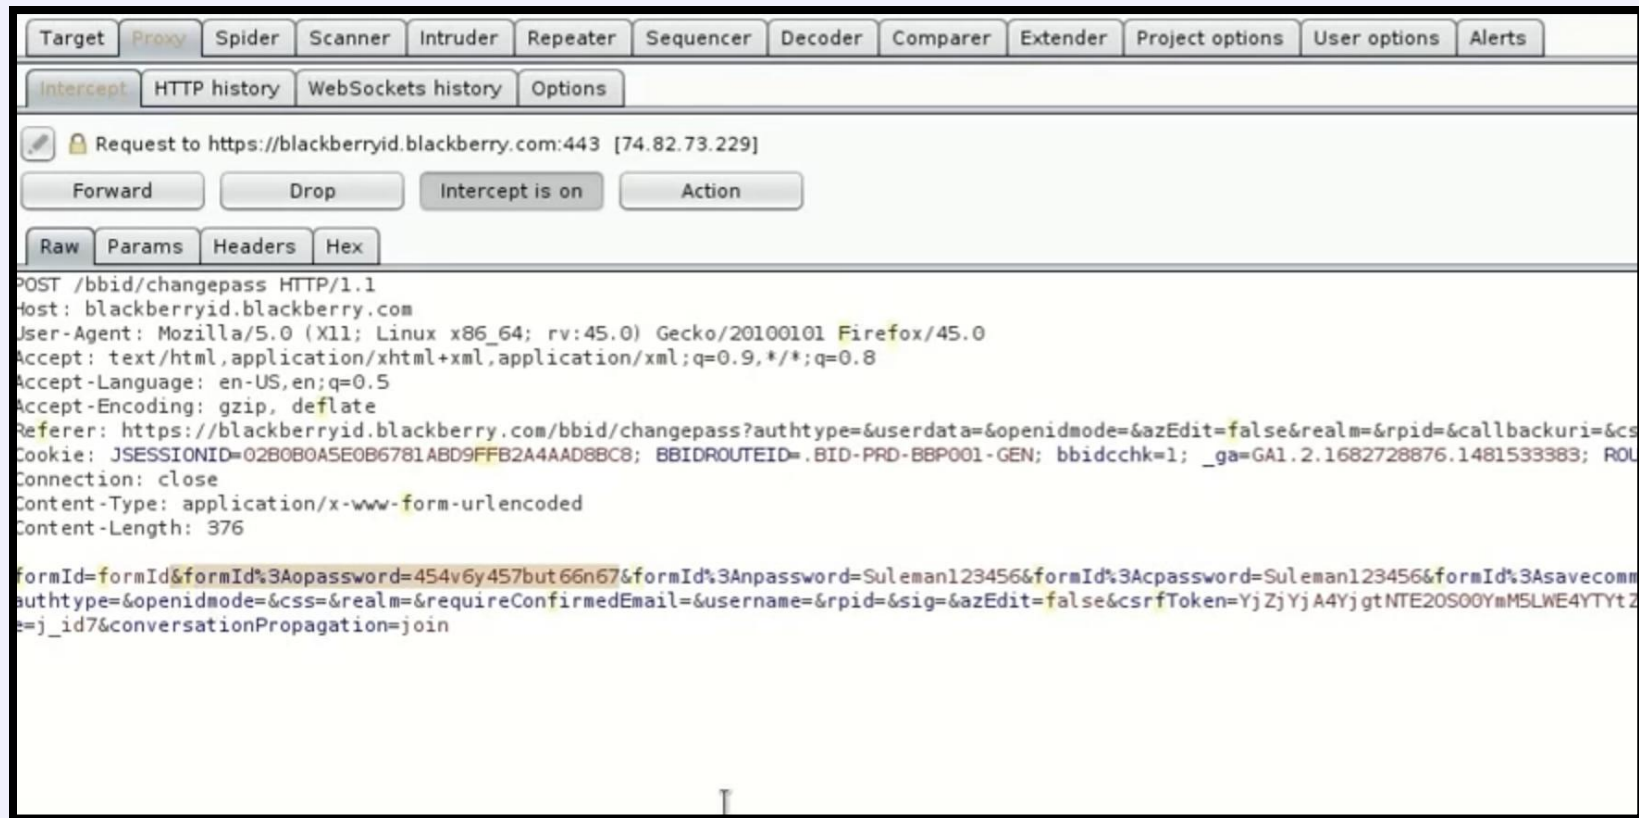 Target Proxy Spider Scanner Intruder Repeater Sequencer Decoder Comparer Extender Project options User options Alerts
Intercept HTTP history WebSockets history Options
Request to https://blackberryid.blackberry.com:443 [74.82.73.229]
Forward Drop Intercept is on Action
Raw Params Headers Hex
POST /bbid/changepass HTTP/1.1
Host: blackberryid.blackberry.com
User-Agent: Mozilla/5.0 (X11; Linux x86_64; rv:45.0) Gecko/20100101 Firefox/45.0
Accept: text/html,application/xhtml+xml,application/xml;q=0.9,*/*;q=0.8
Accept-Language: en-US,en;q=0.5
Accept-Encoding: gzip, deflate
Referer: https://blackberryid.blackberry.com/bbid/changepass?authtype=&userdata=&openidmode=&azEdit=false&realm=&rpid=&callbackuri=&cs
Cookie: JSESSIONID=02B0B0A5E0B6781ABD9FFB2A4AAD8BC8; BBIDROUTEID=.BID-PRD-BBP001-GEN; bbidcchk=1; _ga=GA1.2.1682728876.1481533383; ROU
Connection: close
Content-Type: application/x-www-form-urlencoded
Content-Length: 376
formId=formId&formId%3Aopassword=454v6y457but66n67&formId%3Anpassword=Suleman123456&formId%3Acpassword=Suleman123456&formId%3Asavecomm
authtype=&openidmode=&css=&realm=&requireConfirmedEmail=&username=&rpid=&sig=&azEdit=false&csrfToken=YjZjYjA4YjgtNTE2OS00YmM5LWE4YTYtZ
e=j_id7&conversationPropagation=join